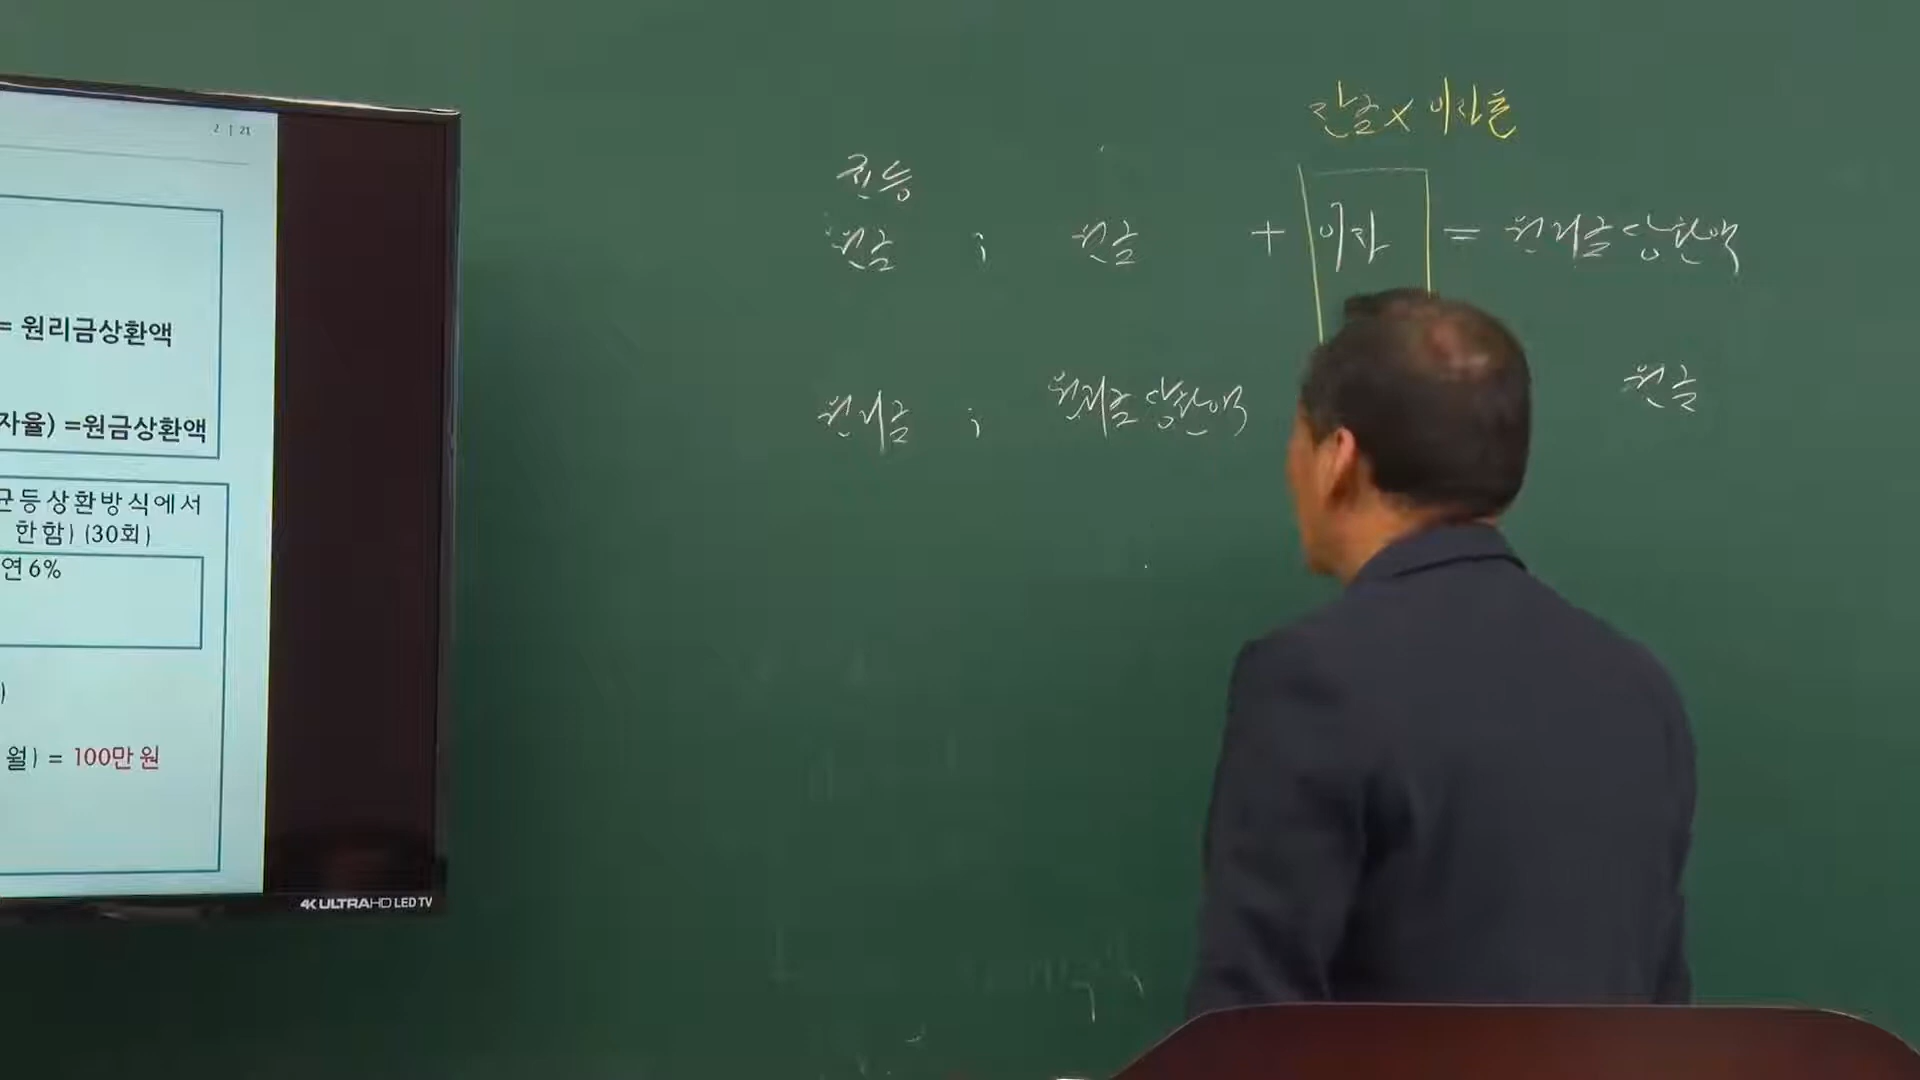 2 | 21
= 원리금상환액
자율) =원금상환액
균등상환방식에서
한함) (30회)
연 6%
)
월) = 100만 원
4K ULTRA HD LED TV
잔금 × 이자율
균등
원금 ; 원금 + 이자 = 원리금상환액
원리금 ; 원리금상환액 원금